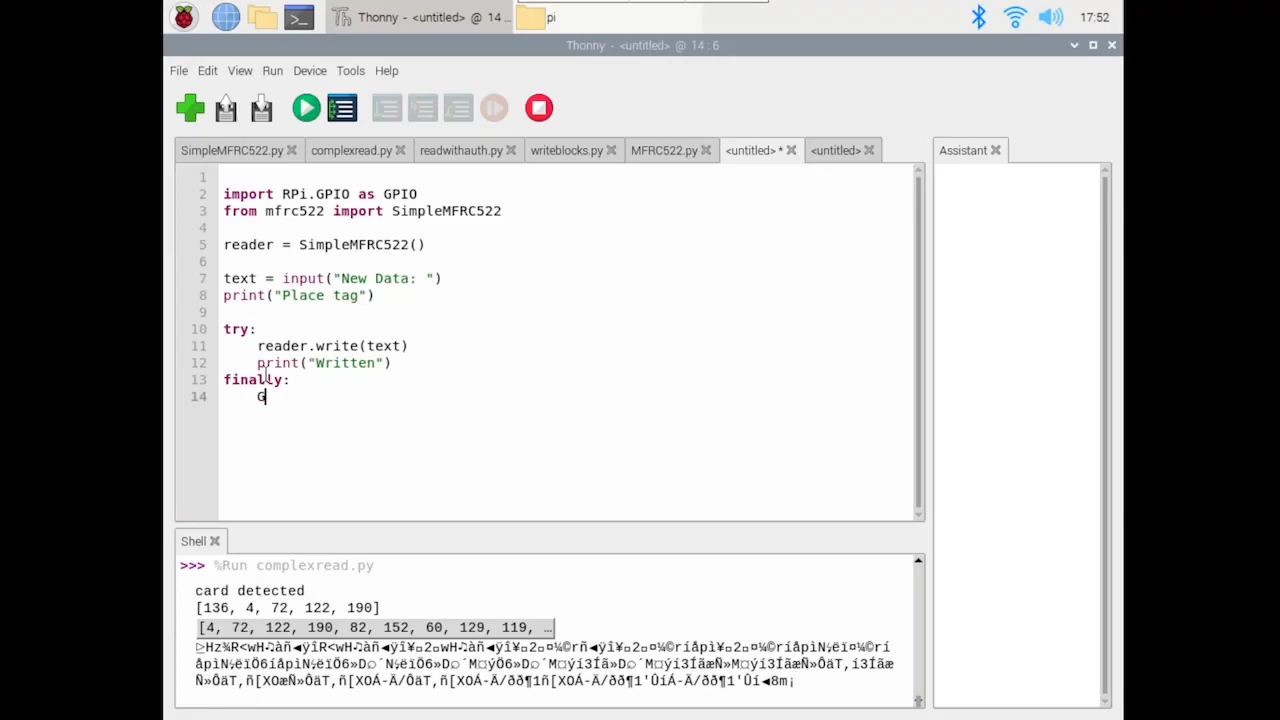 Thonny - <untitled> @ 14 ...
pi
17:52
Thonny - <untitled> @ 14 : 6
File Edit View Run Device Tools Help
SimpleMFRC522.py complexread.py readwithauth.py writeblocks.py MFRC522.py <untitled> * <untitled>
Assistant
1
2 import RPi.GPIO as GPIO
3 from mfrc522 import SimpleMFRC522
4
5 reader = SimpleMFRC522()
6
7 text = input("New Data: ")
8 print("Place tag")
9
10 try:
11 reader.write(text)
12 print("Written")
13 finally:
14 G
Shell
>>> %Run complexread.py
card detected
[136, 4, 72, 122, 190]
[4, 72, 122, 190, 82, 152, 60, 129, 119, …